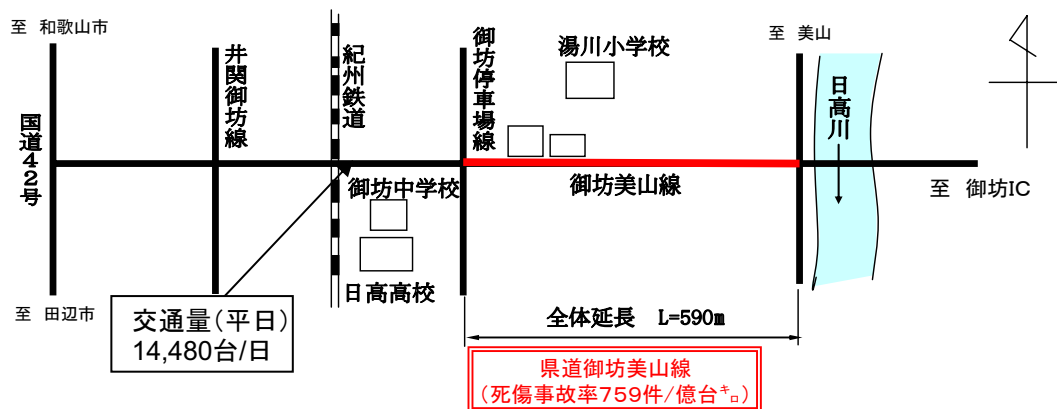 至 和歌山市
国道42号
至 田辺市
井関御坊線
紀州鉄道
御坊停車場線
湯川小学校
至 美山
日高川
御坊中学校
日高高校
御坊美山線
至 御坊IC
交通量(平日)
14,480台/日
全体延長 L=590m
県道御坊美山線
(死傷事故率759件/億台㌔)